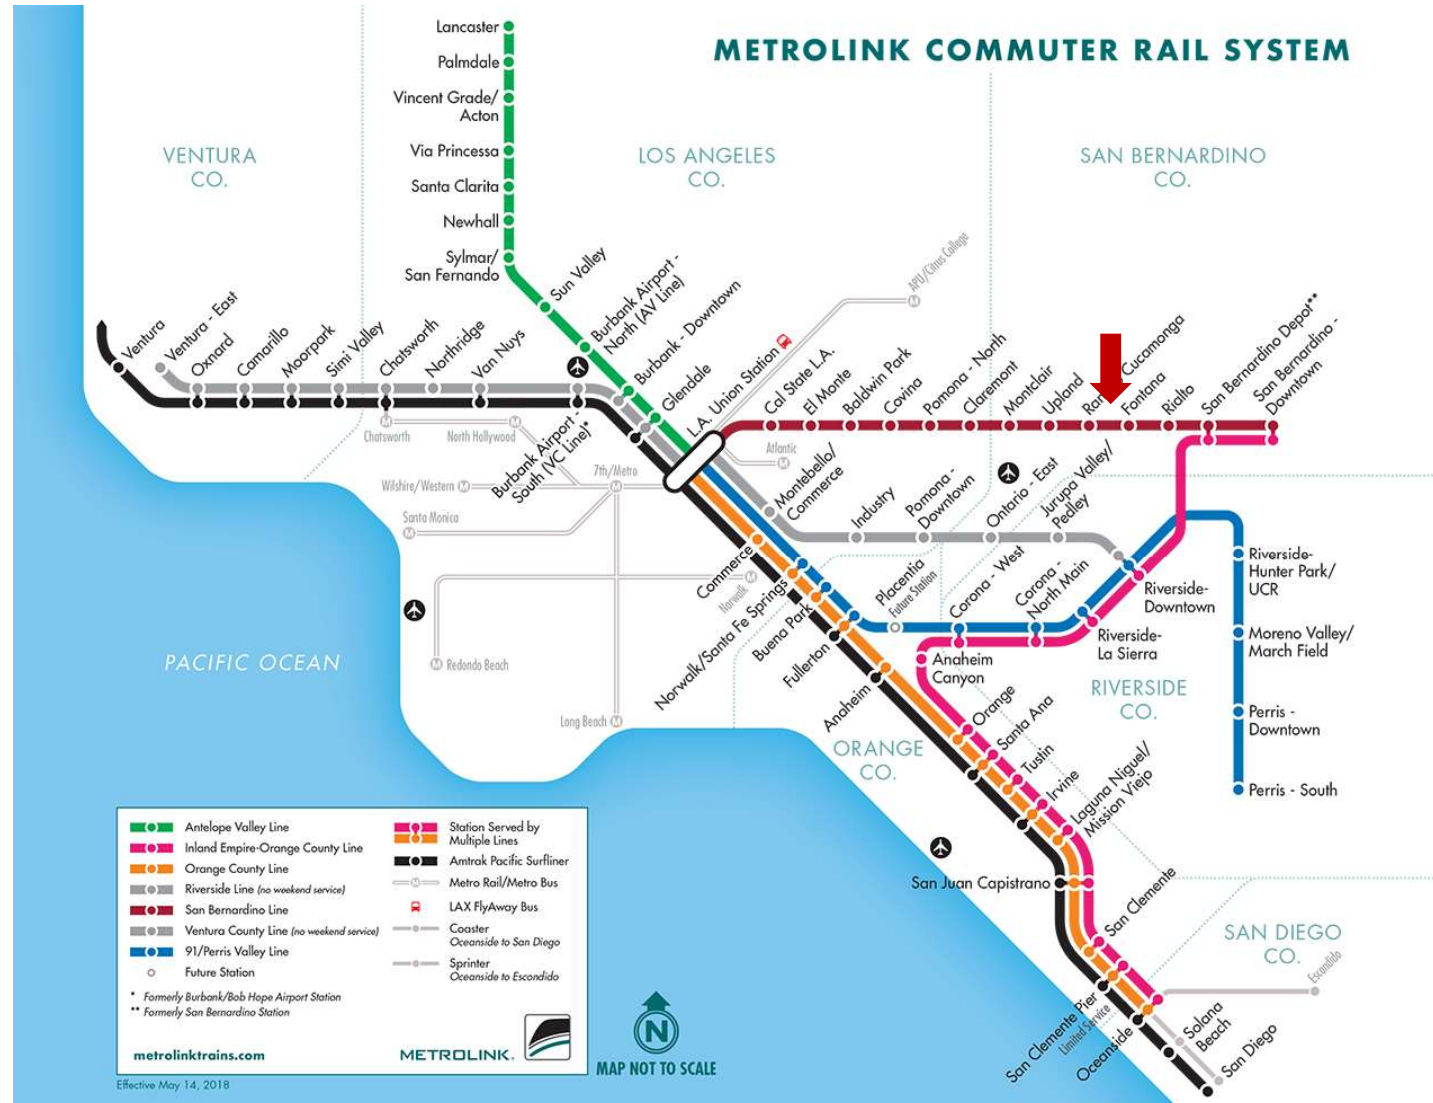 METROLINK COMMUTER RAIL SYSTEM
Lancaster
Palmdale
Vincent Grade/
Acton
Via Princessa
Santa Clarita
Newhall
Sylmar/
San Fernando
VENTURA
CO.
LOS ANGELES
CO.
SAN BERNARDINO
CO.
Sun Valley
Burbank Airport -
North (AV Line)
Burbank - Downtown
Glendale
L.A. Union Station
APU/Citrus College
M
Ventura
Ventura - East
Oxnard
Camarillo
Moorpark
Simi Valley
Chatsworth
Northridge
Van Nuys
Burbank Airport -
South (VC Line)*
Cal State L.A.
El Monte
Baldwin Park
Covina
Pomona - North
Claremont
Montclair
Upland
Cucamonga
Fontana
Rialto
San Bernardino Depot**
San Bernardino -
Downtown
M
Chatsworth
M
North Hollywood
Wilshire/Western M
7th/Metro
M
Atlantic
M
Santa Monica
M
Norwalk
M
M Redondo Beach
Long Beach M
Montebello/
Commerce
Industry
Pomona -
Downtown
Ontario - East
Jurupa Valley/
Pedley
Riverside-
Downtown
Riverside-
Hunter Park/
UCR
Moreno Valley/
March Field
Perris -
Downtown
Perris - South
Placentia
Future Station
Corona - West
Corona -
North Main
Riverside-
La Sierra
Anaheim
Canyon
Commerce
Norwalk/Santa Fe Springs
Buena Park
Fullerton
Anaheim
Orange
Santa Ana
Tustin
Irvine
Laguna Niguel/
Mission Viejo
San Juan Capistrano
San Clemente
San Clemente Pier
Limited Service
Oceanside
Solana
Beach
San Diego
Escondido
PACIFIC OCEAN
RIVERSIDE
CO.
ORANGE
CO.
SAN DIEGO
CO.
Antelope Valley Line
Inland Empire-Orange County Line
Orange County Line
Riverside Line (no weekend service)
San Bernardino Line
Ventura County Line (no weekend service)
91/Perris Valley Line
Future Station
* Formerly Burbank/Bob Hope Airport Station
** Formerly San Bernardino Station
Station Served by
Multiple Lines
Amtrak Pacific Surfliner
M Metro Rail/Metro Bus
LAX FlyAway Bus
Coaster
Oceanside to San Diego
Sprinter
Oceanside to Escondido
metrolinktrains.com
METROLINK.
Effective May 14, 2018
N
MAP NOT TO SCALE